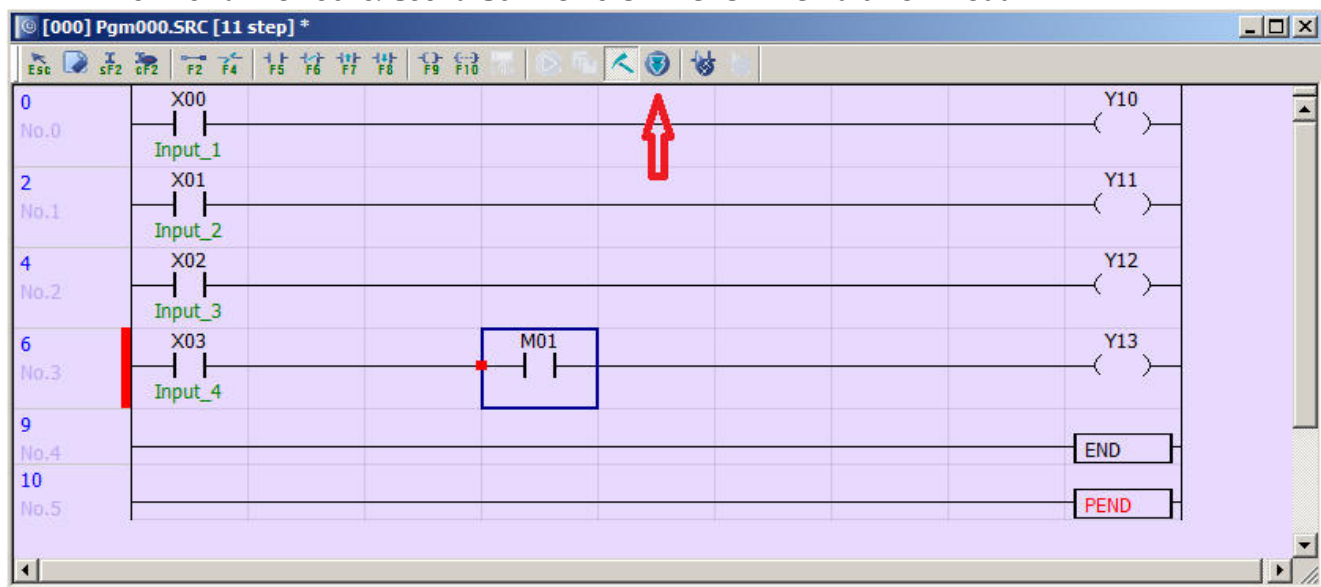 [000] Pgm000.SRC [11 step] *
Esc sF2 cF2 F2 F4 F5 F6 F7 F8 F9 F10
0 X00 Y10
No.0
Input_1
2 X01 Y11
No.1
Input_2
4 X02 Y12
No.2
Input_3
6 X03 M01 Y13
No.3
Input_4
9
No.4 END
10
No.5 PEND